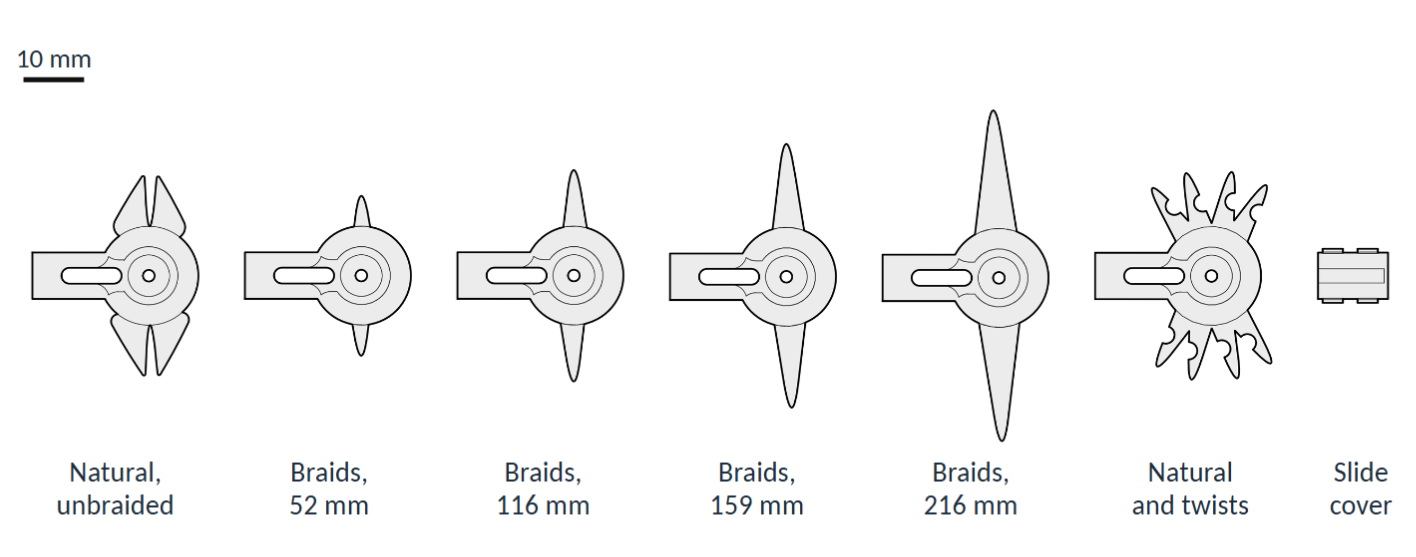 10 mm
Natural,
unbraided
Braids,
52 mm
Braids,
116 mm
Braids,
159 mm
Braids,
216 mm
Natural
and twists
Slide
cover